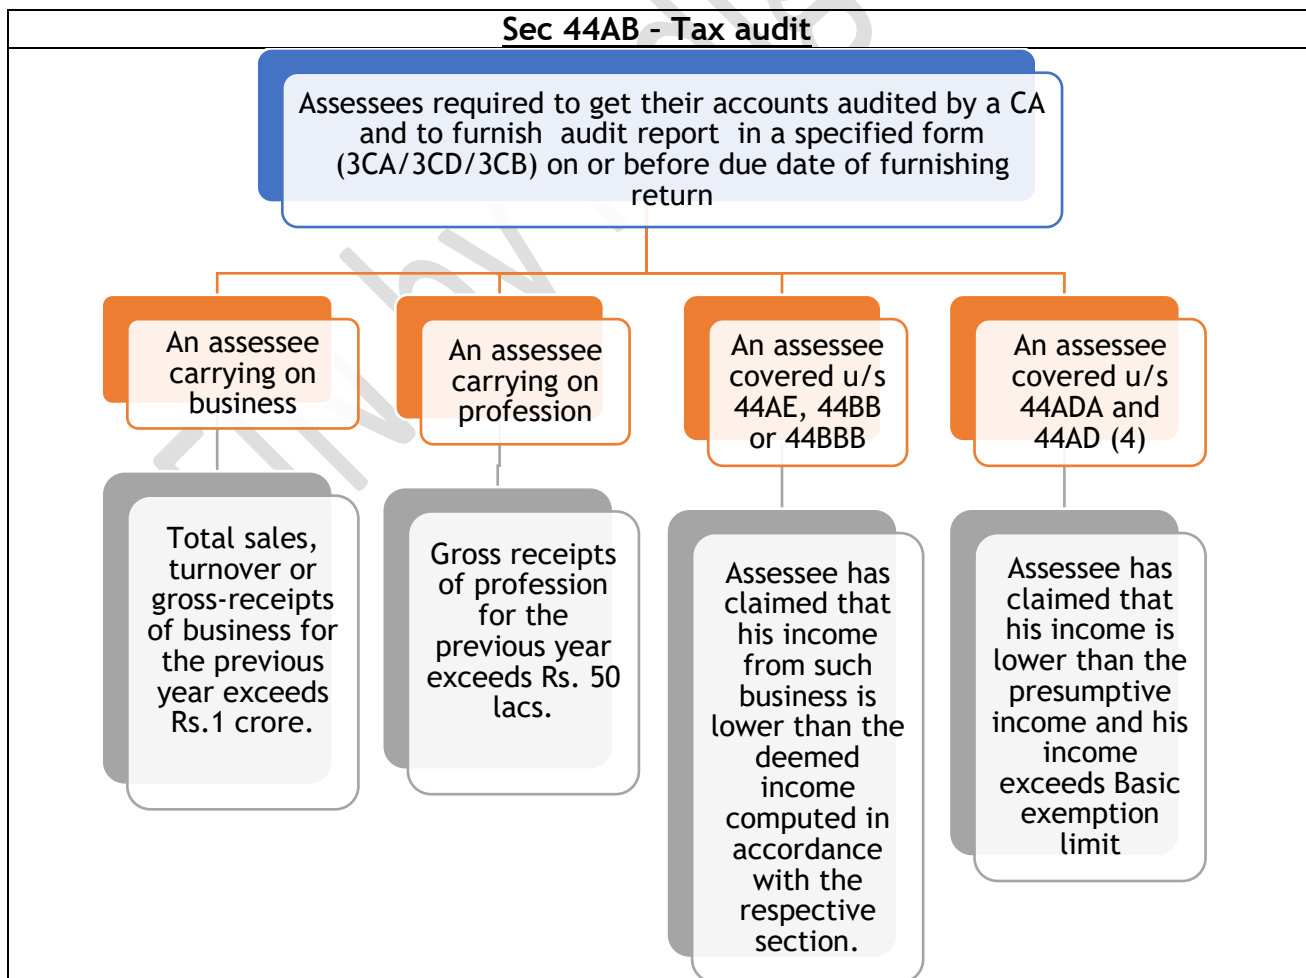 Sec 44AB – Tax audit
Assessees required to get their accounts audited by a CA
and to furnish audit report in a specified form
(3CA/3CD/3CB) on or before due date of furnishing
return
An assessee
carrying on
business
An assessee
carrying on
profession
An assessee
covered u/s
44AE, 44BB
or 44BBB
An assessee
covered u/s
44ADA and
44AD (4)
Total sales,
turnover or
gross-receipts
of business for
the previous
year exceeds
Rs.1 crore.
Gross receipts
of profession
for the
previous year
exceeds Rs. 50
lacs.
Assessee has
claimed that
his income
from such
business is
lower than the
deemed
income
computed in
accordance
with the
respective
section.
Assessee has
claimed that
his income is
lower than the
presumptive
income and his
income
exceeds Basic
exemption
limit